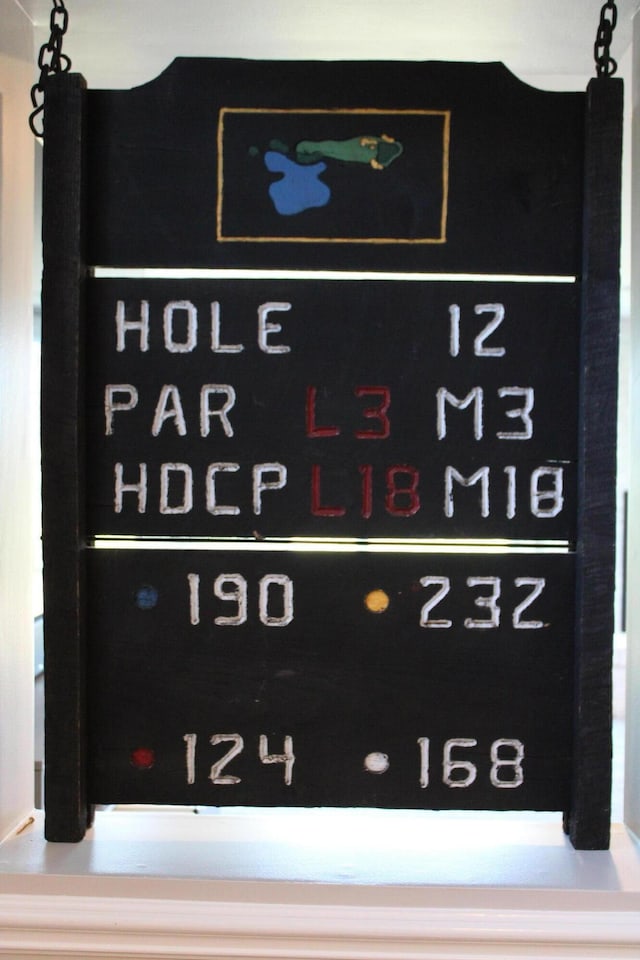 HOLE 12
PAR L3 M3
HDCP L18 M18
190 232
124 168